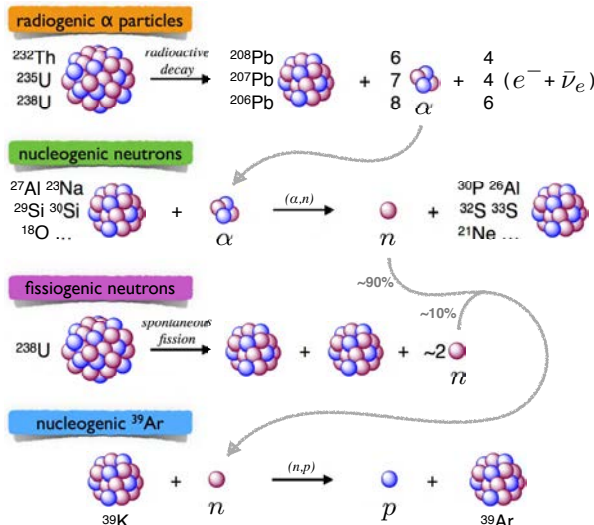 radiogenic α particles
²³²Th
²³⁵U
²³⁸U
radioactive
decay
²⁰⁸Pb
²⁰⁷Pb
²⁰⁶Pb
+
6
7
8
α
+
4
4
6
(e⁻ + ν̄ₑ)
nucleogenic neutrons
²⁷Al ²³Na
²⁹Si ³⁰Si
¹⁸O ...
+
α
(α,n)
n
+
³⁰P ²⁶Al
³²S ³³S
²¹Ne ...
~90%
~10%
fissiogenic neutrons
²³⁸U
spontaneous
fission
+
+
~2
n
nucleogenic ³⁹Ar
³⁹K
+
n
(n,p)
p
+
³⁹Ar